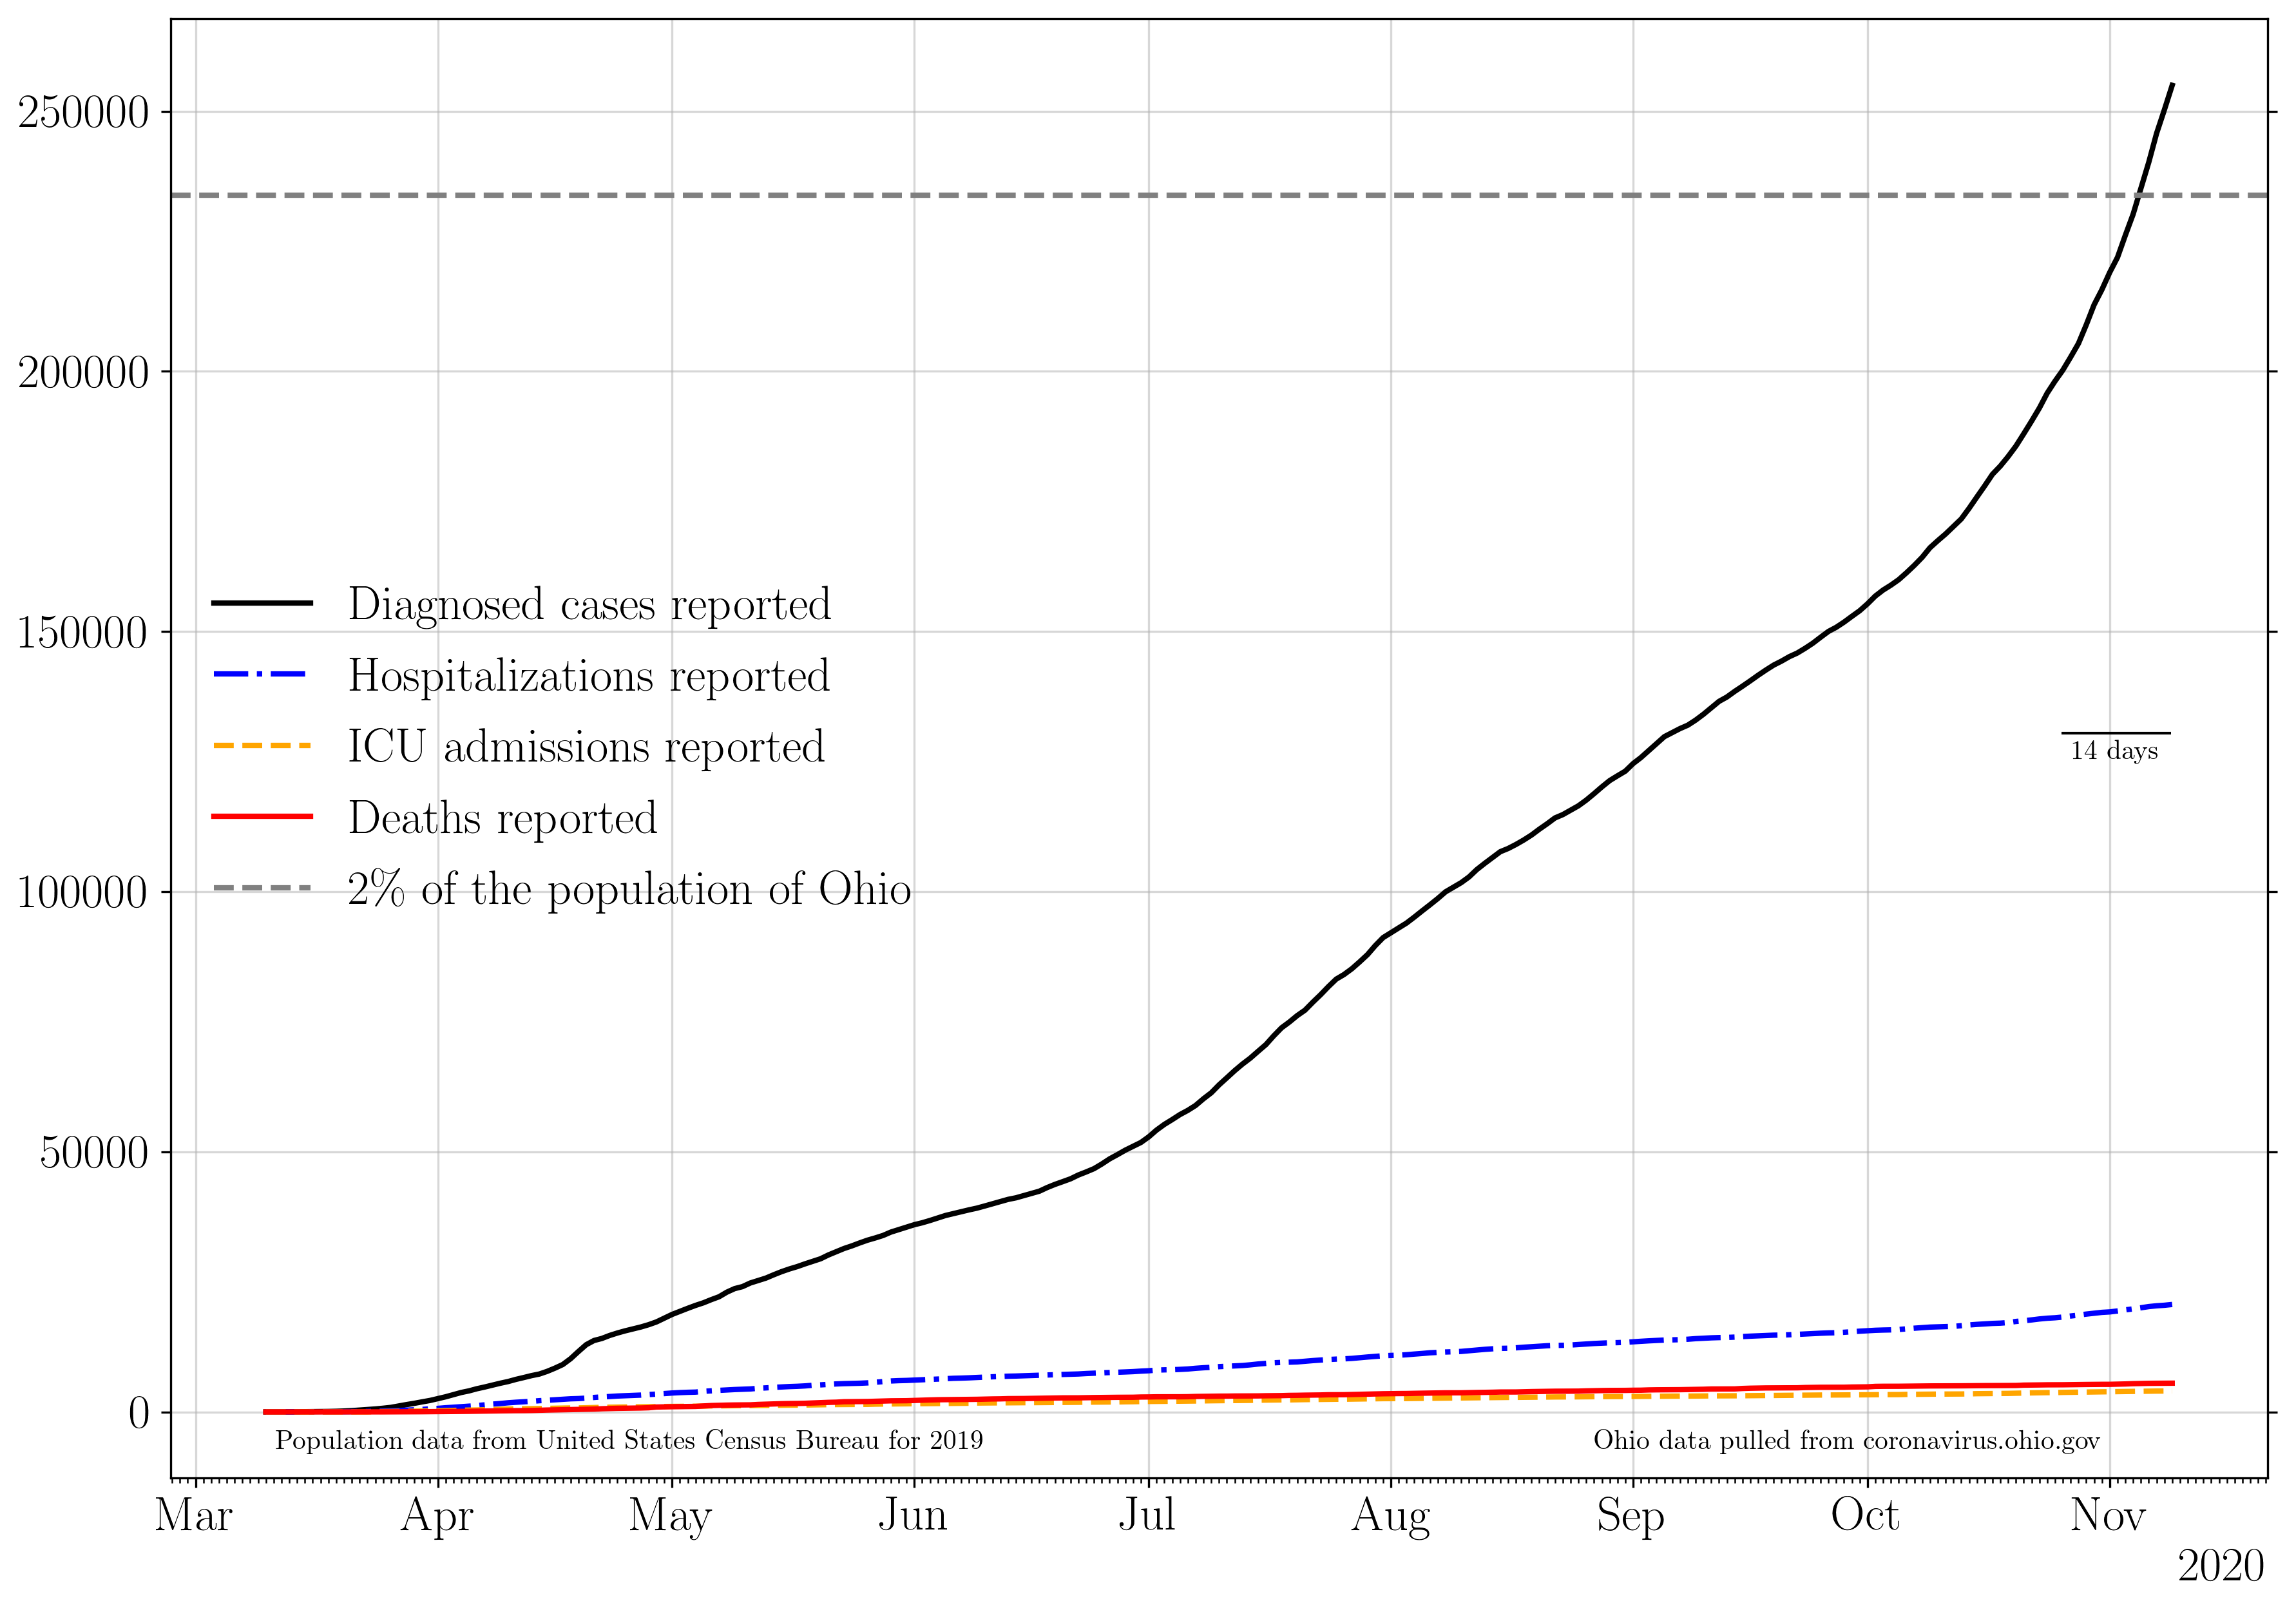 250000
200000
150000
100000
50000
0
Diagnosed cases reported
Hospitalizations reported
ICU admissions reported
Deaths reported
2% of the population of Ohio
14 days
Population data from United States Census Bureau for 2019
Ohio data pulled from coronavirus.ohio.gov
Mar Apr May Jun Jul Aug Sep Oct Nov
2020